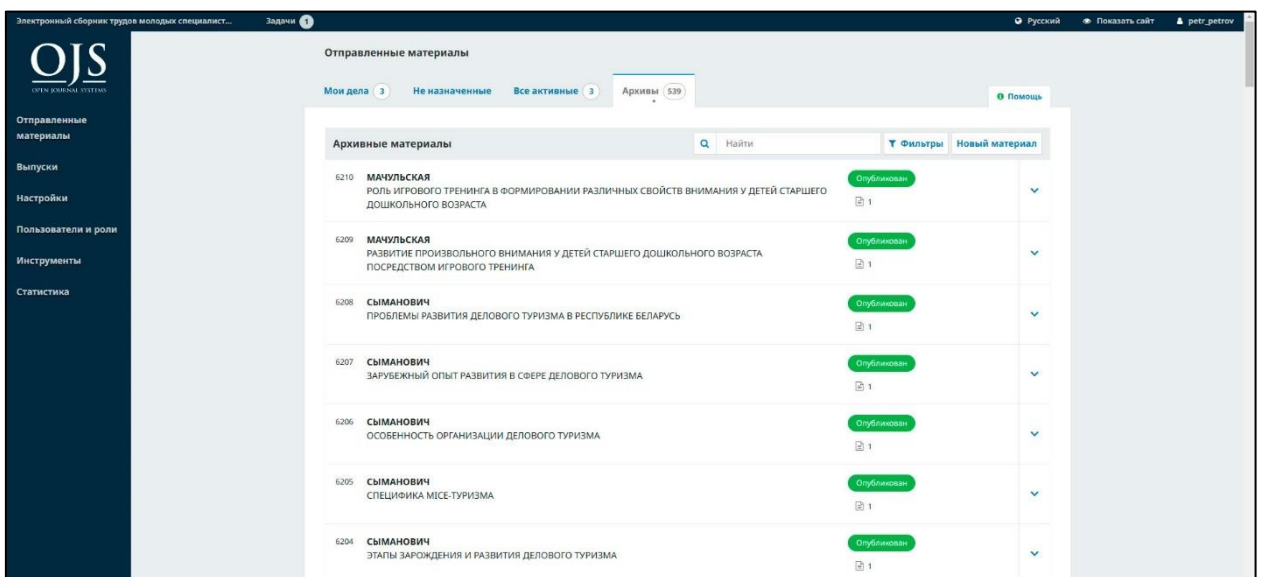 Электронный сборник трудов молодых специалист... Задачи 1 Русский Показать сайт petr_petrov
OJS
OPEN JOURNAL SYSTEMS
Отправленные материалы
Выпуски
Настройки
Пользователи и роли
Инструменты
Статистика
Отправленные материалы
Мои дела 3 Не назначенные Все активные 3 Архивы 539 Помощь
Архивные материалы Найти Фильтры Новый материал
6210 МАЧУЛЬСКАЯ Опубликован
РОЛЬ ИГРОВОГО ТРЕНИНГА В ФОРМИРОВАНИИ РАЗЛИЧНЫХ СВОЙСТВ ВНИМАНИЯ У ДЕТЕЙ СТАРШЕГО
ДОШКОЛЬНОГО ВОЗРАСТА 1
6209 МАЧУЛЬСКАЯ Опубликован
РАЗВИТИЕ ПРОИЗВОЛЬНОГО ВНИМАНИЯ У ДЕТЕЙ СТАРШЕГО ДОШКОЛЬНОГО ВОЗРАСТА
ПОСРЕДСТВОМ ИГРОВОГО ТРЕНИНГА 1
6208 СЫМАНОВИЧ Опубликован
ПРОБЛЕМЫ РАЗВИТИЯ ДЕЛОВОГО ТУРИЗМА В РЕСПУБЛИКЕ БЕЛАРУСЬ
1
6207 СЫМАНОВИЧ Опубликован
ЗАРУБЕЖНЫЙ ОПЫТ РАЗВИТИЯ В СФЕРЕ ДЕЛОВОГО ТУРИЗМА
1
6206 СЫМАНОВИЧ Опубликован
ОСОБЕННОСТЬ ОРГАНИЗАЦИИ ДЕЛОВОГО ТУРИЗМА
1
6205 СЫМАНОВИЧ Опубликован
СПЕЦИФИКА MICE-ТУРИЗМА
1
6204 СЫМАНОВИЧ Опубликован
ЭТАПЫ ЗАРОЖДЕНИЯ И РАЗВИТИЯ ДЕЛОВОГО ТУРИЗМА
1